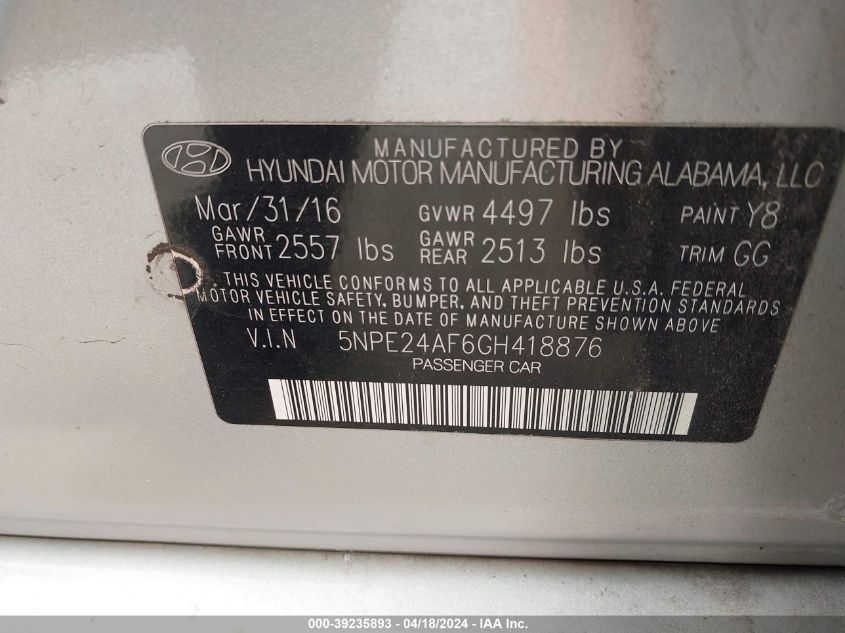 MANUFACTURED BY
HYUNDAI MOTOR MANUFACTURING ALABAMA, LLC
Mar/31/16 GVWR 4497 lbs PAINT Y8
GAWR FRONT 2557 lbs GAWR REAR 2513 lbs TRIM GG
THIS VEHICLE CONFORMS TO ALL APPLICABLE U.S.A. FEDERAL
MOTOR VEHICLE SAFETY, BUMPER, AND THEFT PREVENTION STANDARDS
IN EFFECT ON THE DATE OF MANUFACTURE SHOWN ABOVE
V.I.N 5NPE24AF6GH418876
PASSENGER CAR
000-39235893 - 04/18/2024 - IAA Inc.